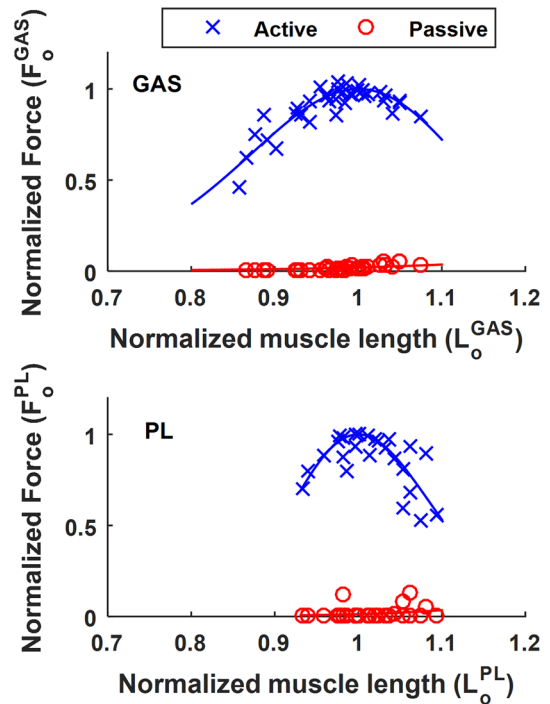 Active Passive
GAS
Normalized Force (F_o^GAS)
1
0.5
0
0.7 0.8 0.9 1 1.1 1.2
Normalized muscle length (L_o^GAS)
PL
Normalized Force (F_o^PL)
1
0.5
0
0.7 0.8 0.9 1 1.1 1.2
Normalized muscle length (L_o^PL)